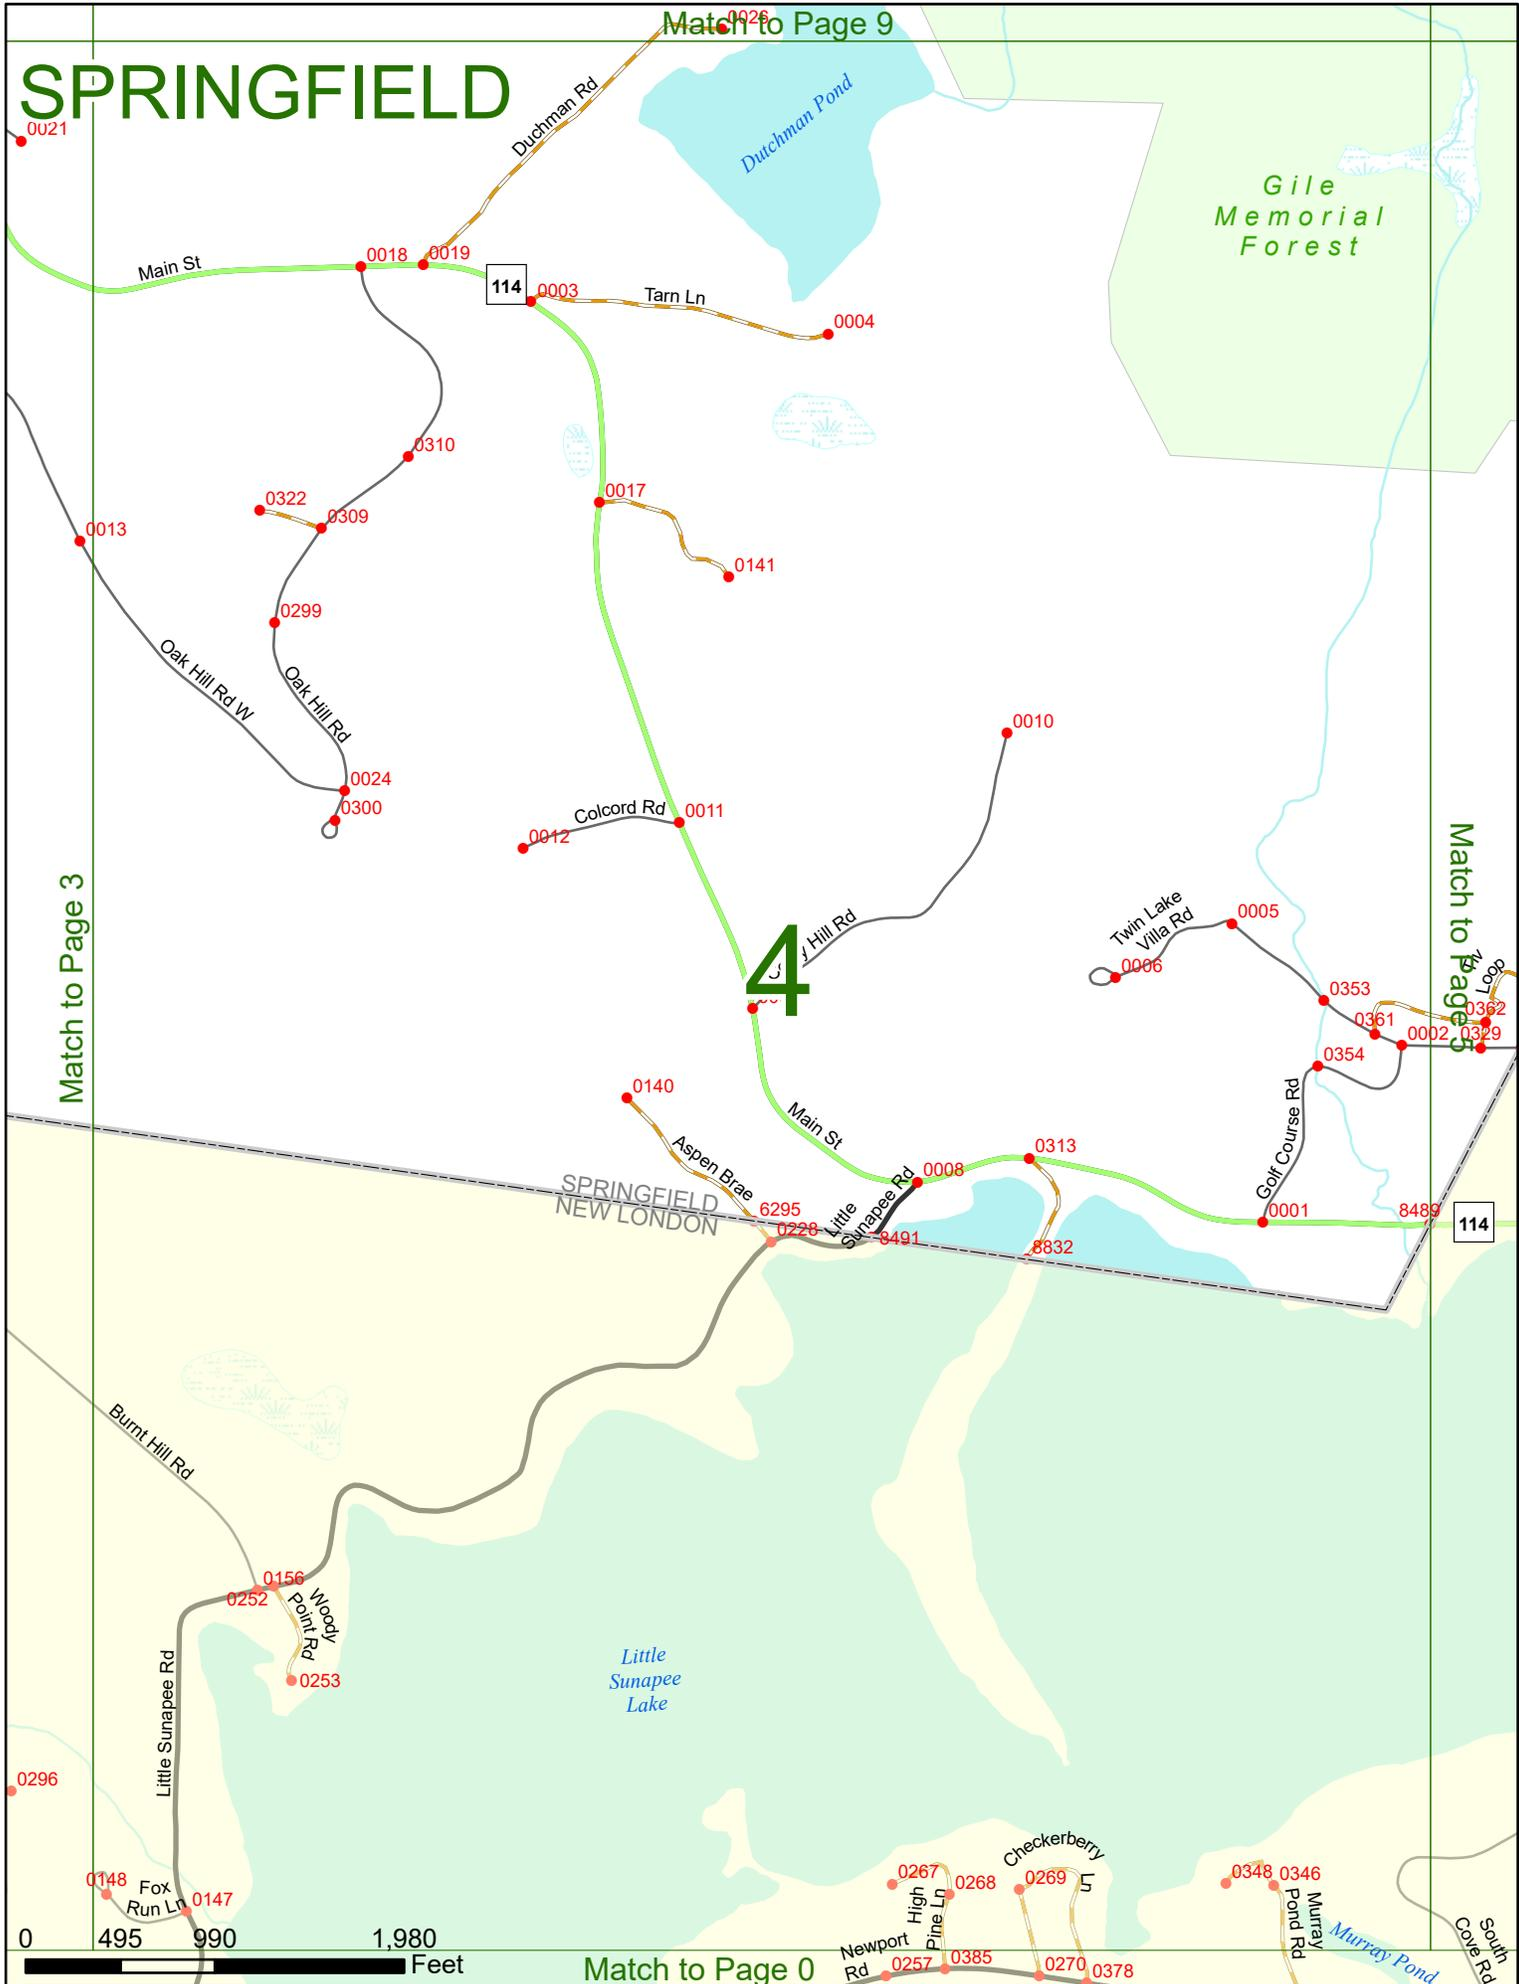 Match to Page 9
0026
SPRINGFIELD
0021
Duchman Rd
Dutchman Pond
Gile
Memorial
Forest
Main St
0018
0019
114
0003
Tarn Ln
0004
0310
0017
0322
0309
0013
0141
0299
Oak Hill Rd W
Oak Hill Rd
0010
0024
0300
Colcord Rd
0011
0012
Match to Page 3
Match to Page 5
4
y Hill Rd
Twin Lake
Villa Rd
0005
0006
Loop
0353
0361
0362
0002
0329
0354
0140
Main St
Aspen Brae
Golf Course Rd
0313
0008
Little
Sunapee Rd
SPRINGFIELD
NEW LONDON
6295
0228
8491
8832
0001
8489
114
Burnt Hill Rd
0156
0252
Woody
Point Rd
0253
Little Sunapee Rd
Little
Sunapee
Lake
0296
0148
Fox
Run Ln
0147
Checkerberry
Ln
0267
0268
0269
High
Pine Ln
0348
0346
Murray
Pond Rd
Murray Pond
South
Cove Rd
Newport
Rd
0257
0385
0270
0378
0
495
990
1,980
Feet
Match to Page 0